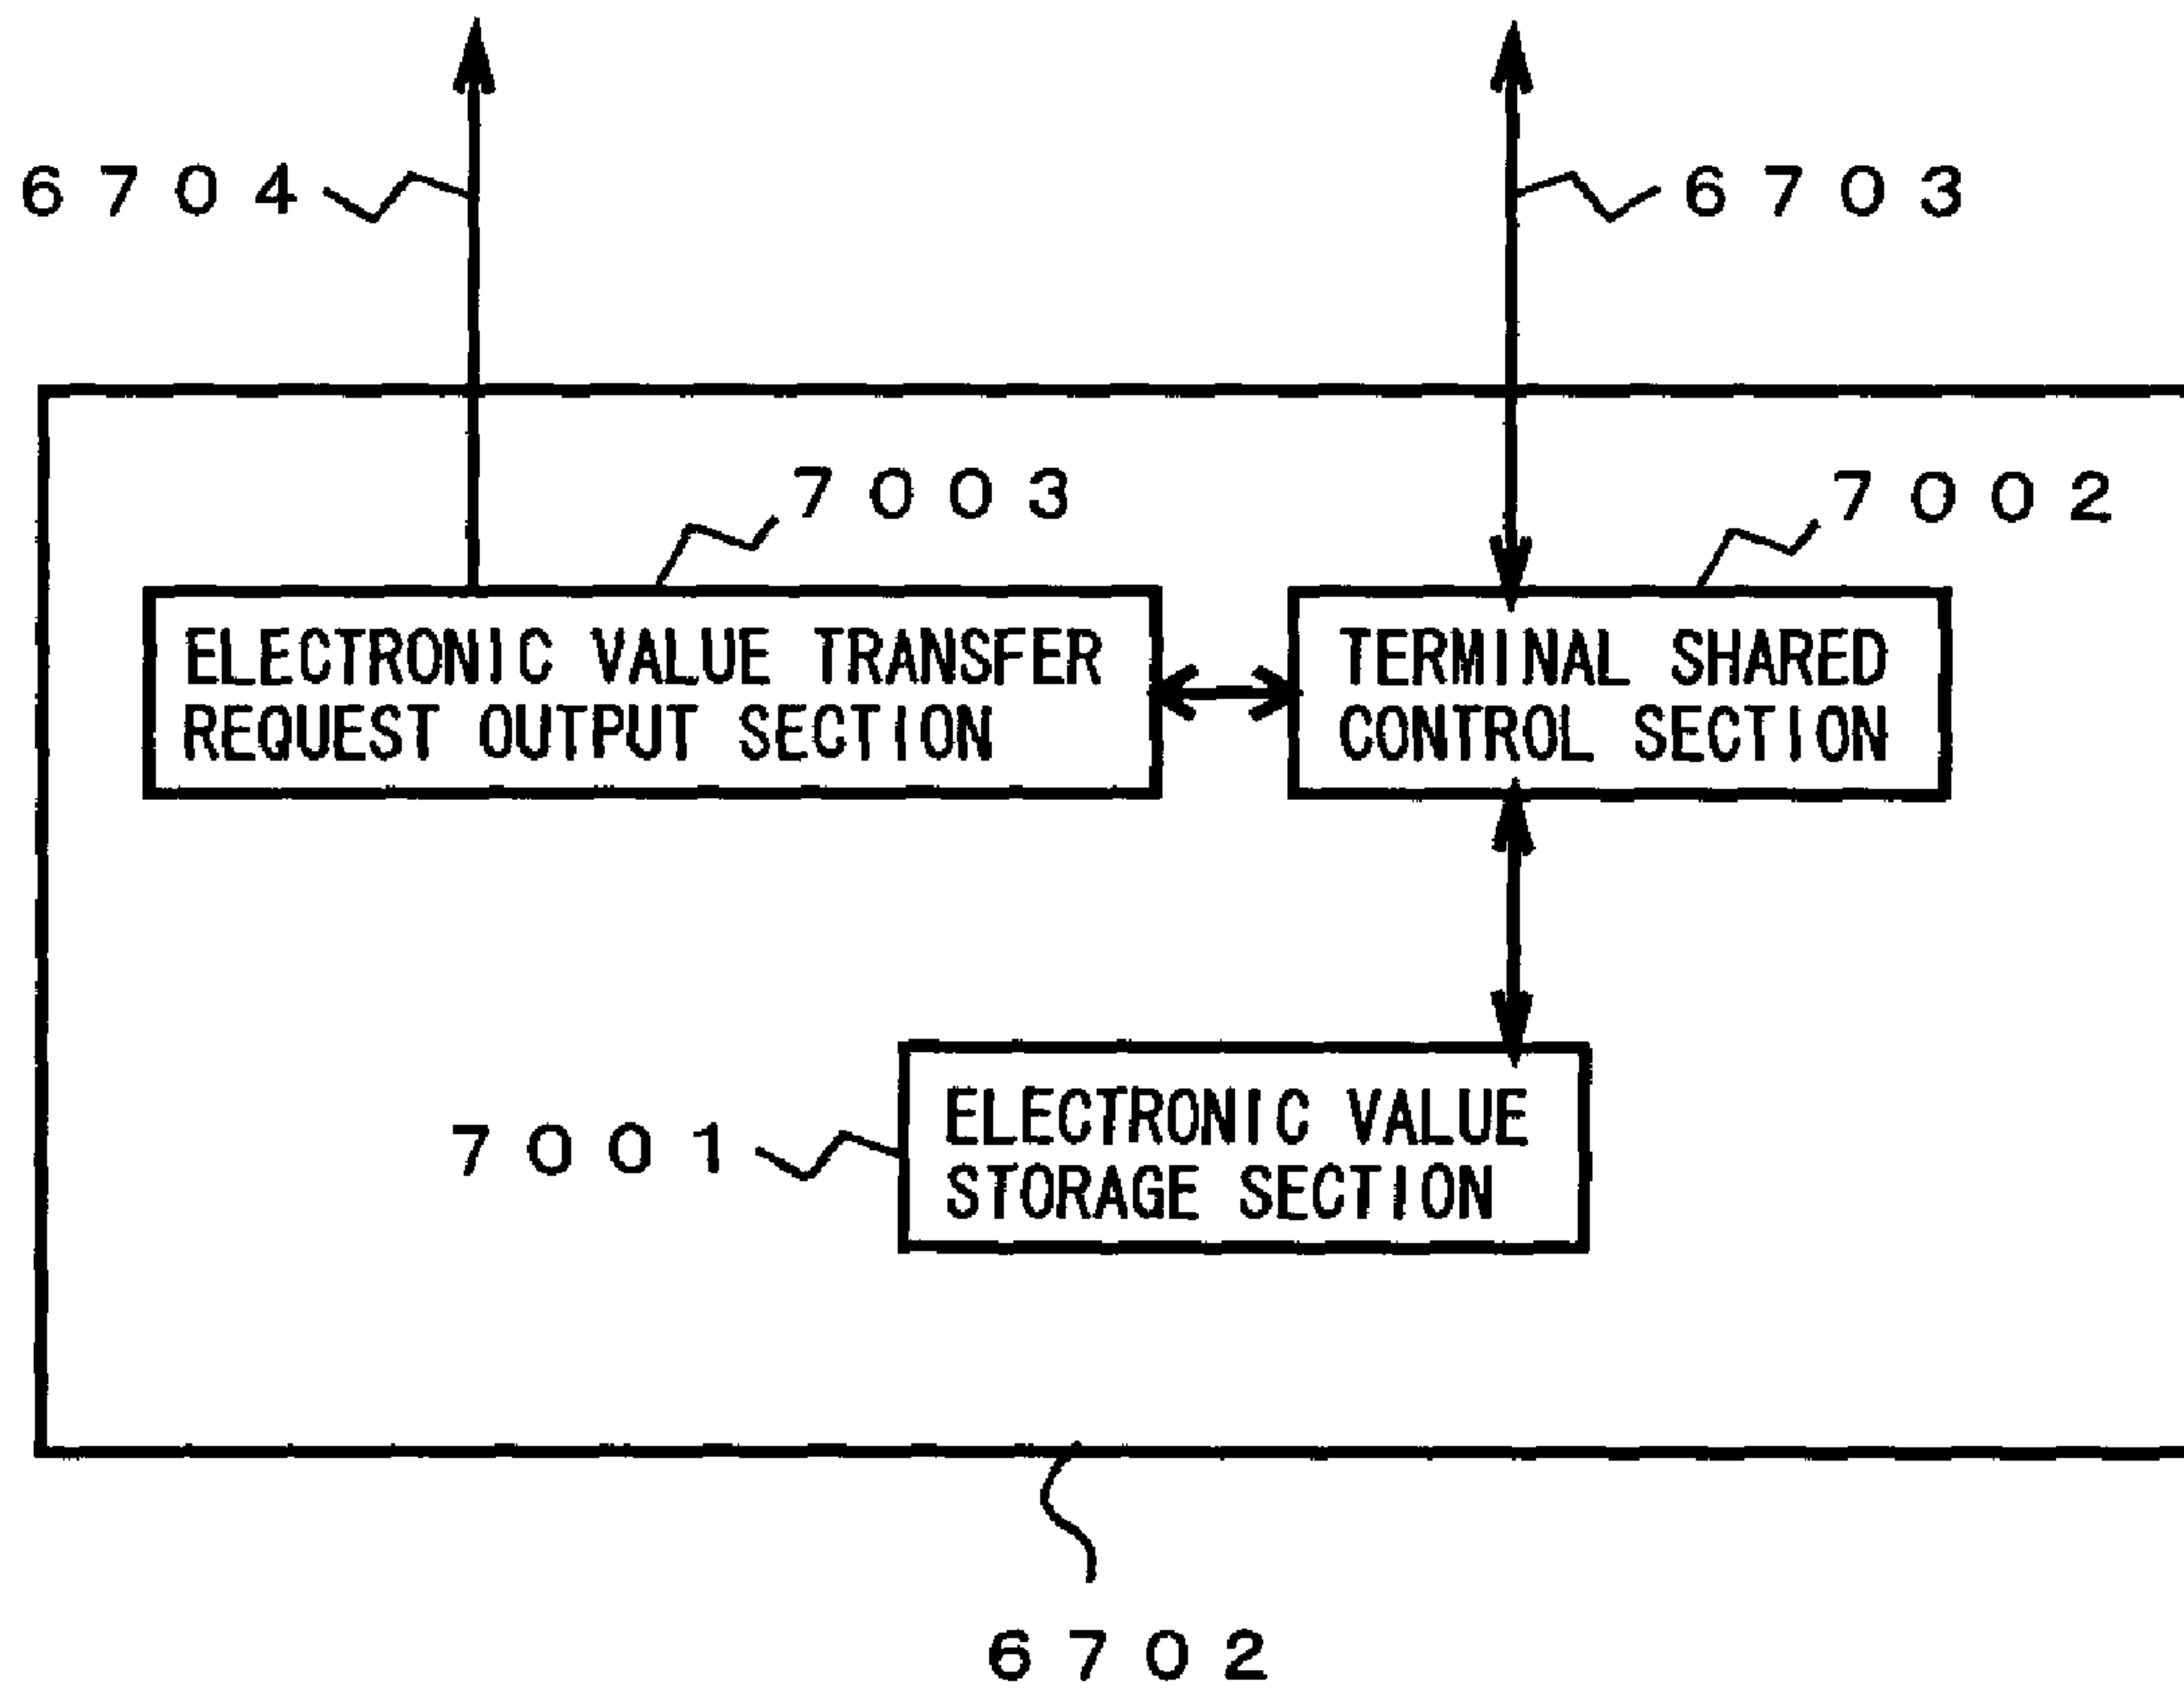 6704
6703
7003
7002
ELECTRONIC VALUE TRANSFER
REQUEST OUTPUT SECTION
TERMINAL SHARED
CONTROL SECTION
7001
ELECTRONIC VALUE
STORAGE SECTION
6702